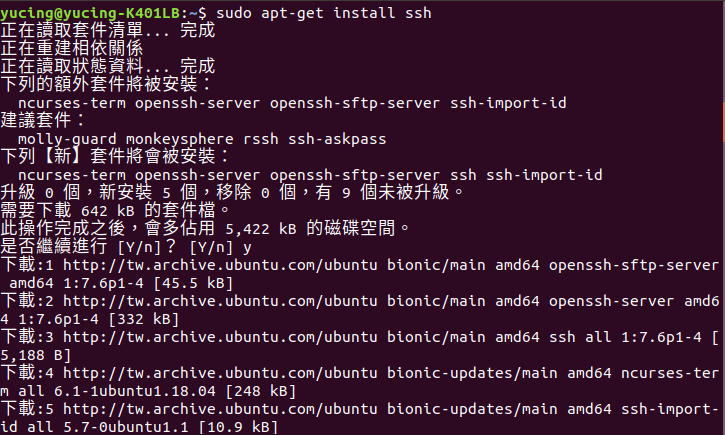 yucing@yucing-K401LB:~$ sudo apt-get install ssh
正在讀取套件清單... 完成
正在重建相依關係
正在讀取狀態資料... 完成
下列的額外套件將被安裝：
  ncurses-term openssh-server openssh-sftp-server ssh-import-id
建議套件：
  molly-guard monkeysphere rssh ssh-askpass
下列【新】套件將會被安裝：
  ncurses-term openssh-server openssh-sftp-server ssh ssh-import-id
升級 0 個，新安裝 5 個，移除 0 個，有 9 個未被升級。
需要下載 642 kB 的套件檔。
此操作完成之後，會多佔用 5,422 kB 的磁碟空間。
是否繼續進行 [Y/n]？ [Y/n] y
下載:1 http://tw.archive.ubuntu.com/ubuntu bionic/main amd64 openssh-sftp-server
 amd64 1:7.6p1-4 [45.5 kB]
下載:2 http://tw.archive.ubuntu.com/ubuntu bionic/main amd64 openssh-server amd6
4 1:7.6p1-4 [332 kB]
下載:3 http://tw.archive.ubuntu.com/ubuntu bionic/main amd64 ssh all 1:7.6p1-4 [
5,188 B]
下載:4 http://tw.archive.ubuntu.com/ubuntu bionic-updates/main amd64 ncurses-ter
m all 6.1-1ubuntu1.18.04 [248 kB]
下載:5 http://tw.archive.ubuntu.com/ubuntu bionic-updates/main amd64 ssh-import-
id all 5.7-0ubuntu1.1 [10.9 kB]